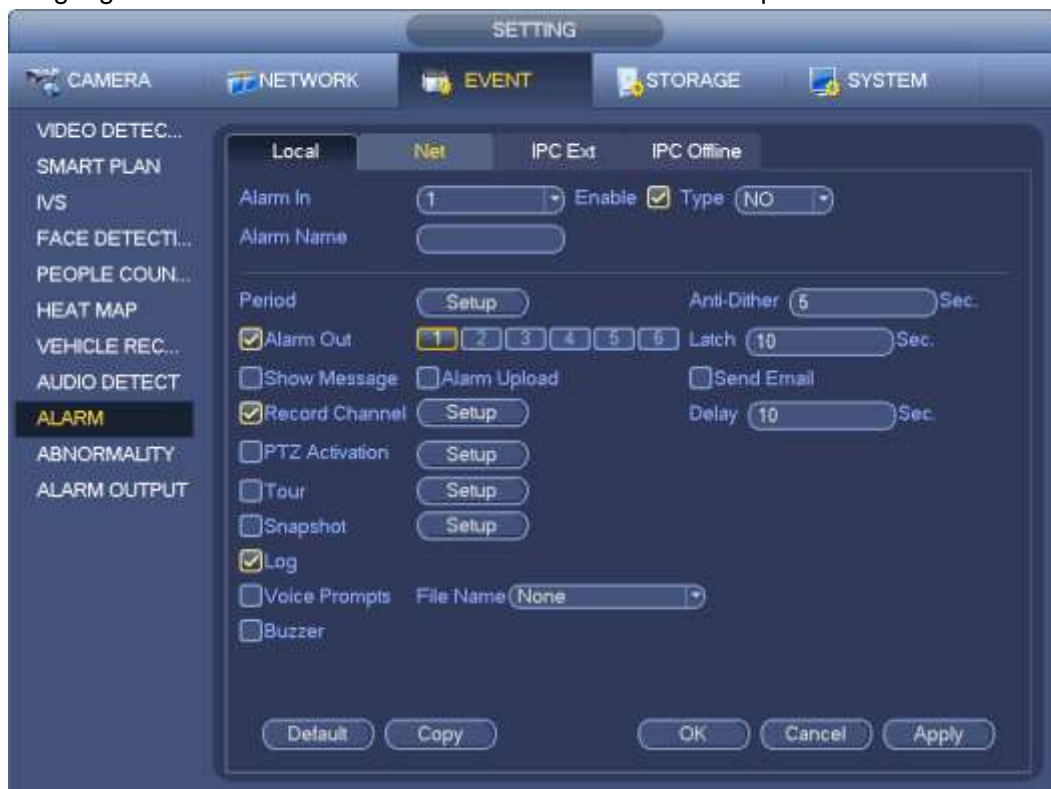 SETTING
CAMERA NETWORK EVENT STORAGE SYSTEM
VIDEO DETEC...
SMART PLAN
IVS
FACE DETECTI...
PEOPLE COUN...
HEAT MAP
VEHICLE REC...
AUDIO DETECT
ALARM
ABNORMALITY
ALARM OUTPUT
Local Net IPC Ext IPC Offline
Alarm In 1 Enable Type NO
Alarm Name
Period Setup Anti-Dither 5 Sec.
Alarm Out 1 2 3 4 5 6 Latch 10 Sec.
Show Message Alarm Upload Send Email
Record Channel Setup Delay 10 Sec.
PTZ Activation Setup
Tour Setup
Snapshot Setup
Log
Voice Prompts File Name None
Buzzer
Default Copy OK Cancel Apply